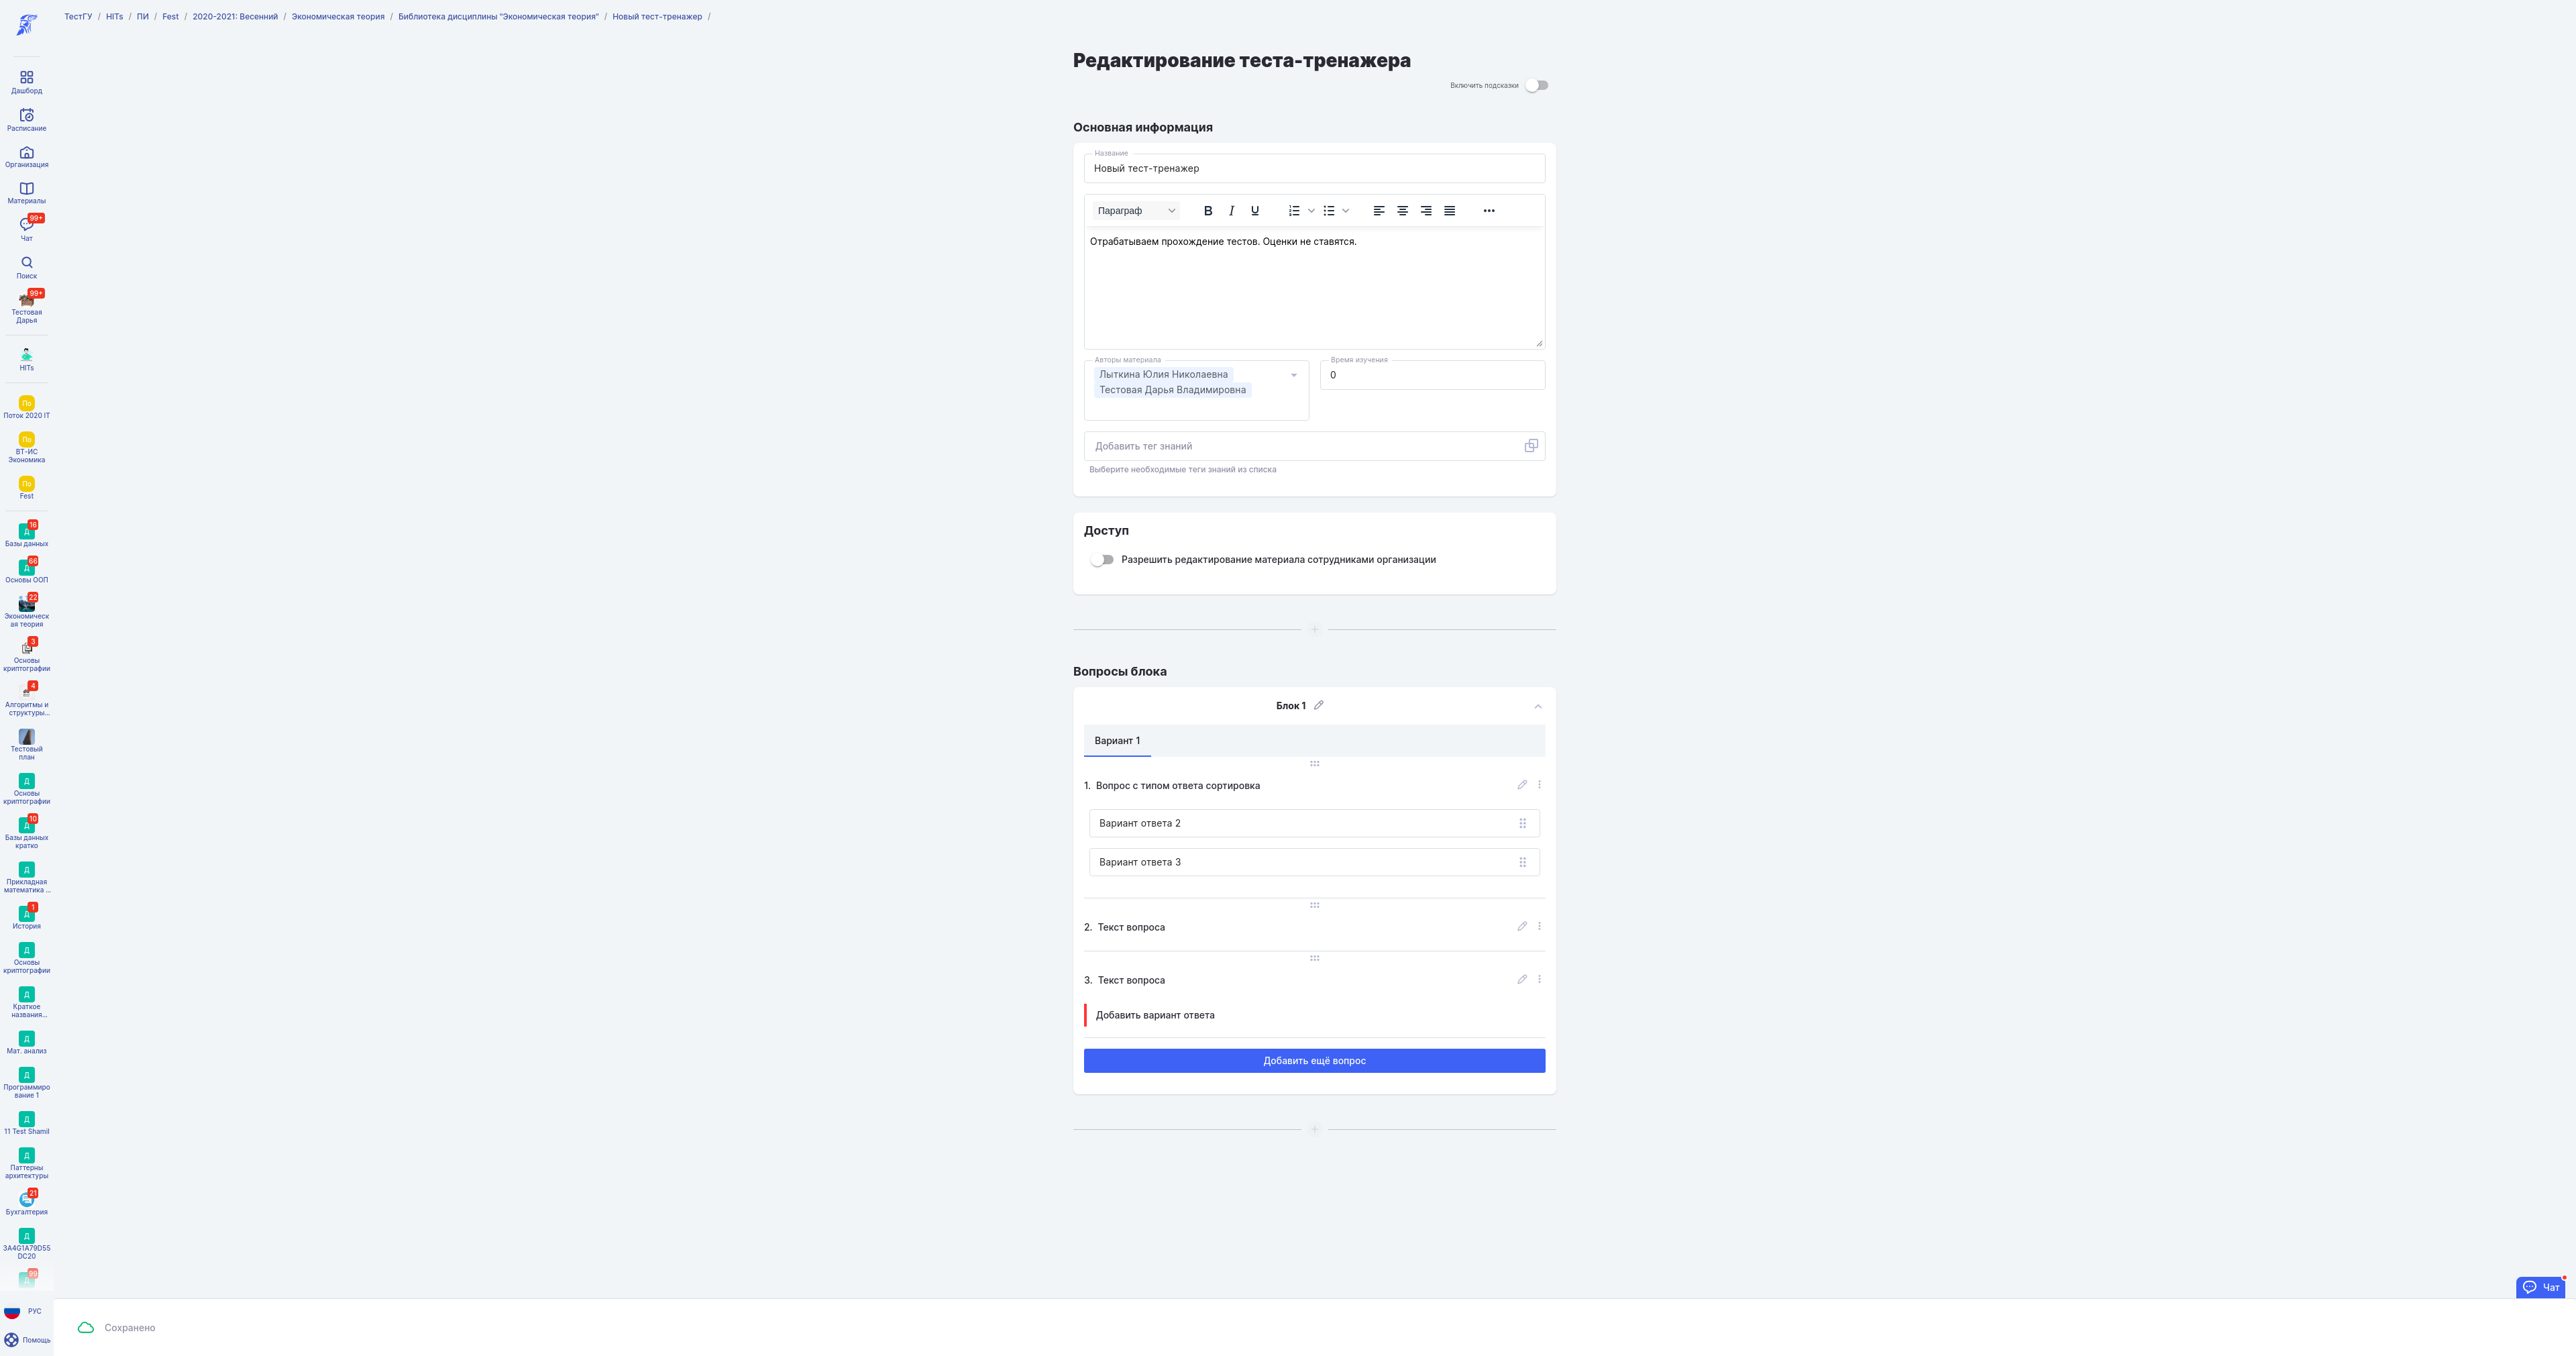 ТестГУ / HITs / ПИ / Fest / 2020-2021: Весенний / Экономическая теория / Библиотека дисциплины "Экономическая теория" / Новый тест-тренажер /
Дашборд
Расписание
Организация
Материалы
99+
Чат
Поиск
99+
Тестовая
Дарья
HITs
По
Поток 2020 IT
По
ВТ-ИС
Экономика
По
Fest
16
Д
Базы данных
66
Д
Основы ООП
22
Экономическ
ая теория
3
Основы
криптографии
4
Алгоритмы и
структуры...
Тестовый
план
Д
Основы
криптографии
10
Д
Базы данных
кратко
Д
Прикладная
математика ...
1
Д
История
Д
Основы
криптографии
Д
Краткое
названия...
Д
Мат. анализ
Д
Программиро
вание 1
Д
11 Test Shamil
Д
Паттерны
архитектуры
21
Бухгалтерия
Д
3A4G1A79D55
DC20
99
Д
РУС
Помощь
Редактирование теста-тренажера
Включить подсказки
Основная информация
Название
Новый тест-тренажер
Параграф
B I U
Отрабатываем прохождение тестов. Оценки не ставятся.
Авторы материала
Лыткина Юлия Николаевна
Тестовая Дарья Владимировна
Время изучения
0
Добавить тег знаний
Выберите необходимые теги знаний из списка
Доступ
Разрешить редактирование материала сотрудниками организации
Вопросы блока
Блок 1
Вариант 1
1. Вопрос с типом ответа сортировка
Вариант ответа 2
Вариант ответа 3
2. Текст вопроса
3. Текст вопроса
Добавить вариант ответа
Добавить ещё вопрос
Чат
Сохранено